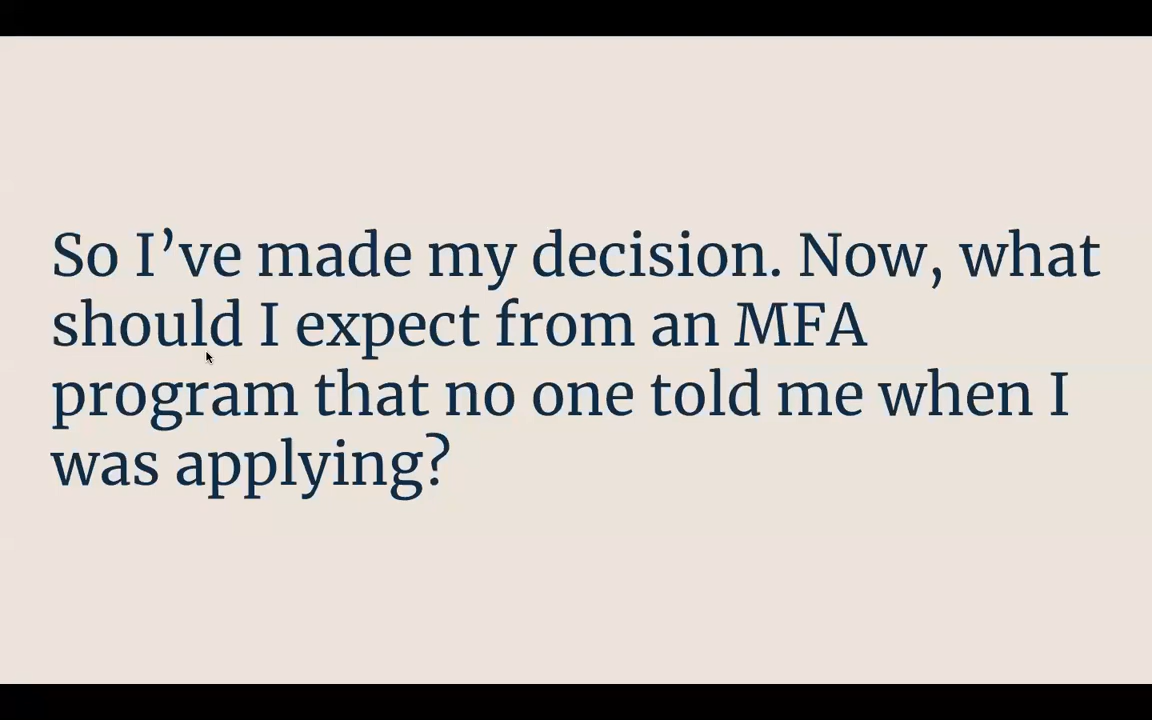 So I’ve made my decision. Now, what
should I expect from an MFA
program that no one told me when I
was applying?